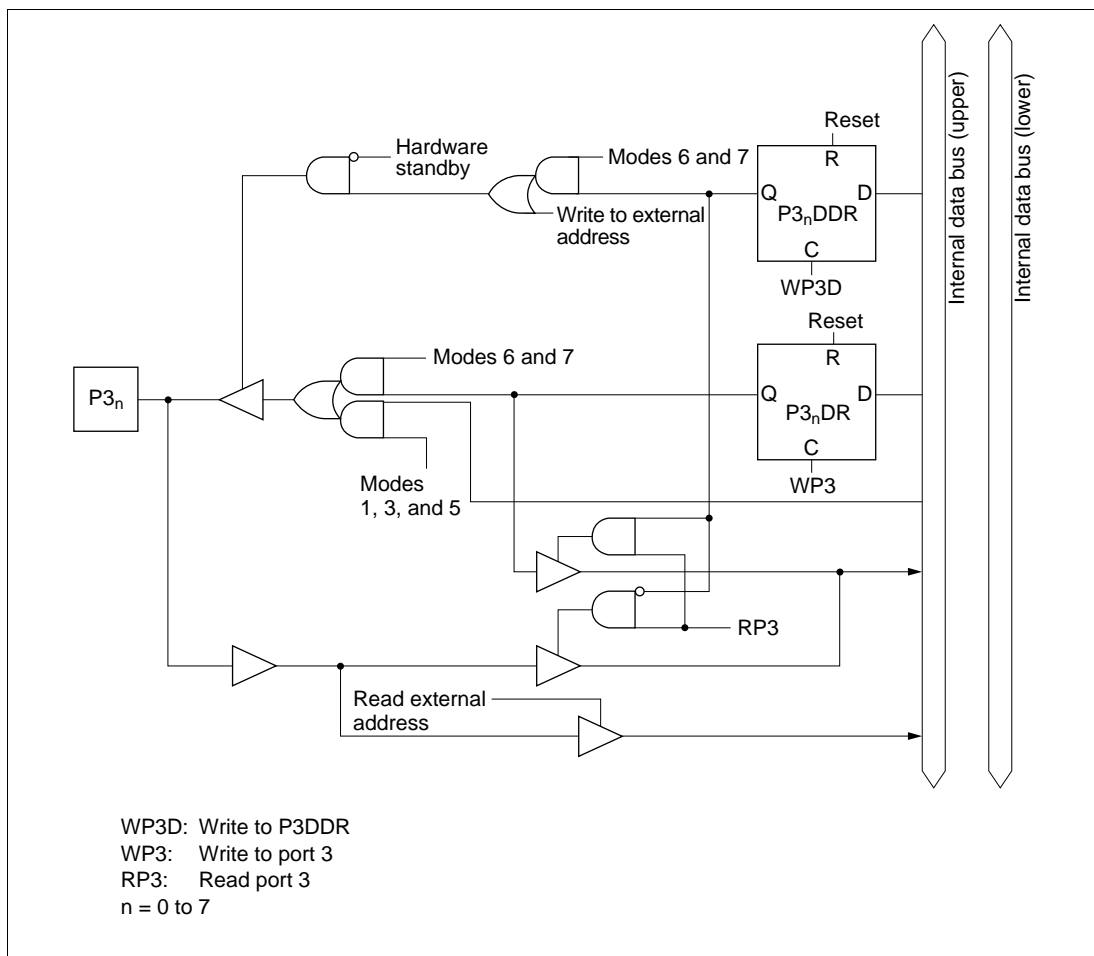 Hardware
standby
Modes 6 and 7
Write to external
address
Reset
R
Q
D
P3nDDR
C
WP3D
Internal data bus (upper)
Internal data bus (lower)
Modes 6 and 7
Reset
R
P3n
Q
D
P3nDR
C
WP3
Modes
1, 3, and 5
RP3
Read external
address
WP3D: Write to P3DDR
WP3: Write to port 3
RP3: Read port 3
n = 0 to 7